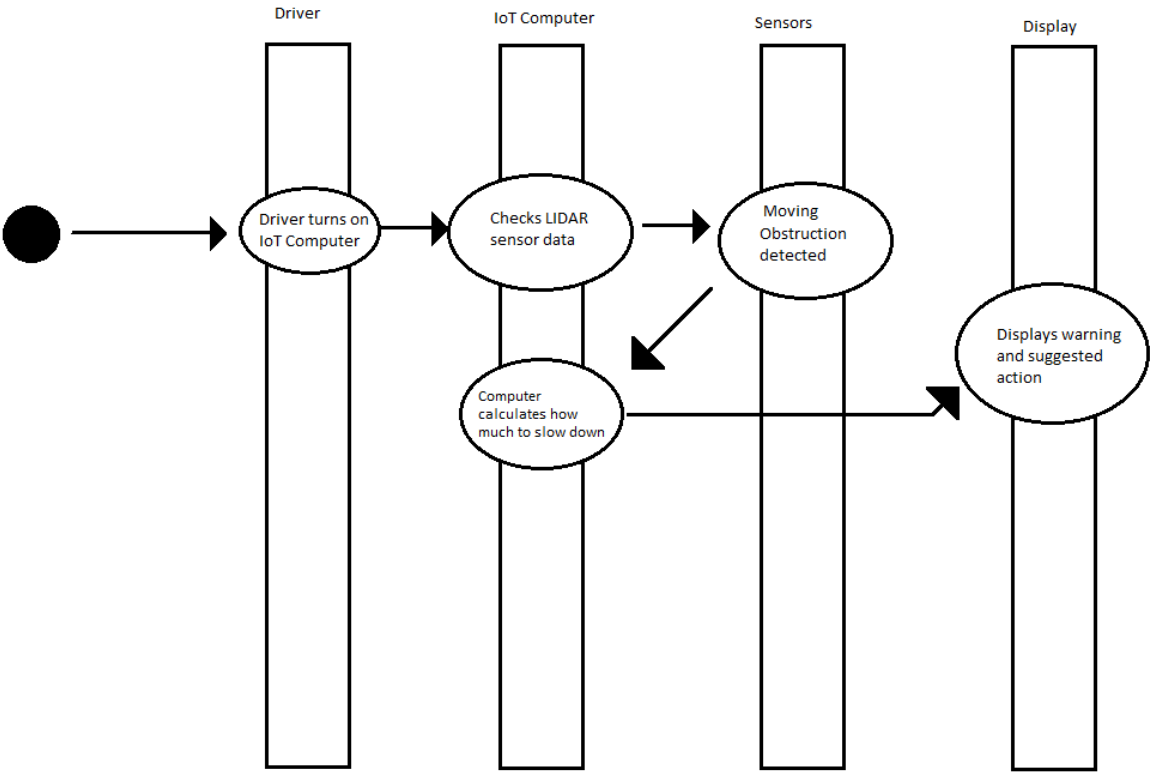 Driver
IoT Computer
Sensors
Display
Driver turns on
IoT Computer
Checks LIDAR
sensor data
Moving
Obstruction
detected
Computer
calculates how
much to slow down
Displays warning
and suggested
action